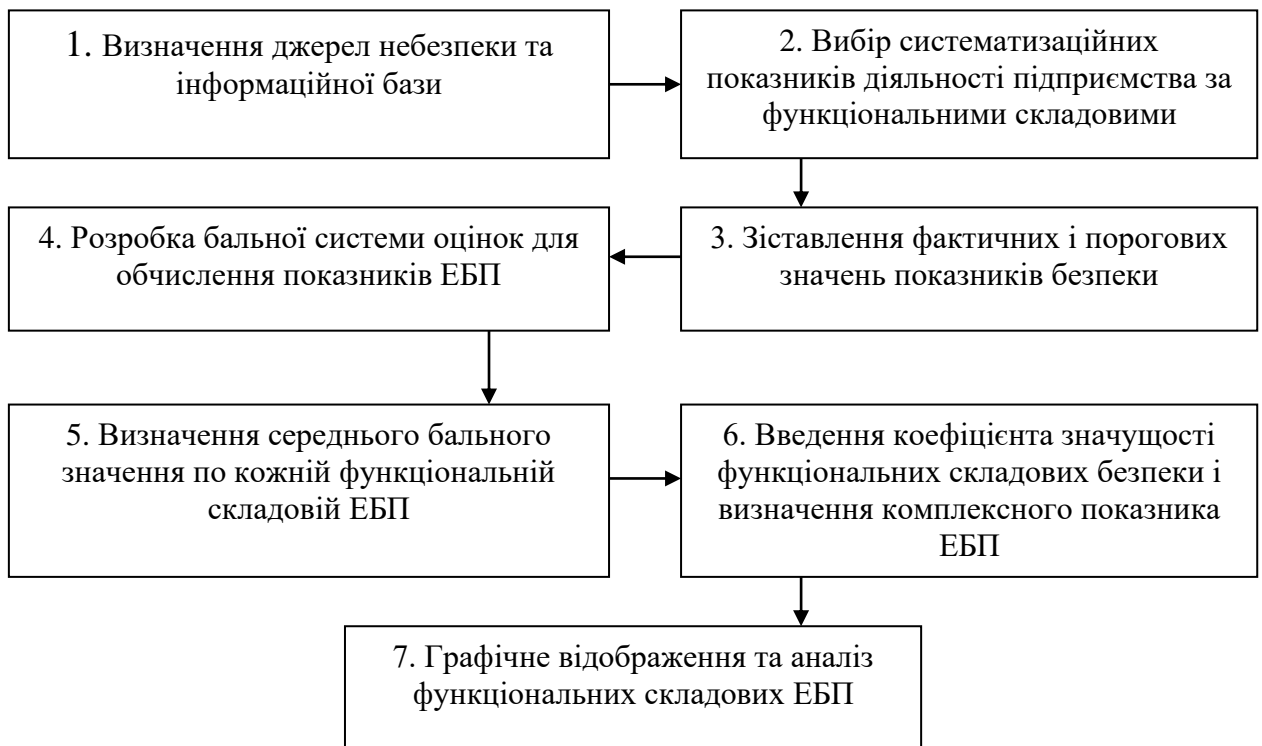 1. Визначення джерел небезпеки та
інформаційної бази
2. Вибір систематизаційних
показників діяльності підприємства за
функціональними складовими
3. Зіставлення фактичних і порогових
значень показників безпеки
4. Розробка бальної системи оцінок для
обчислення показників ЕБП
5. Визначення середнього бального
значення по кожній функціональній
складовій ЕБП
6. Введення коефіцієнта значущості
функціональних складових безпеки і
визначення комплексного показника
ЕБП
7. Графічне відображення та аналіз
функціональних складових ЕБП